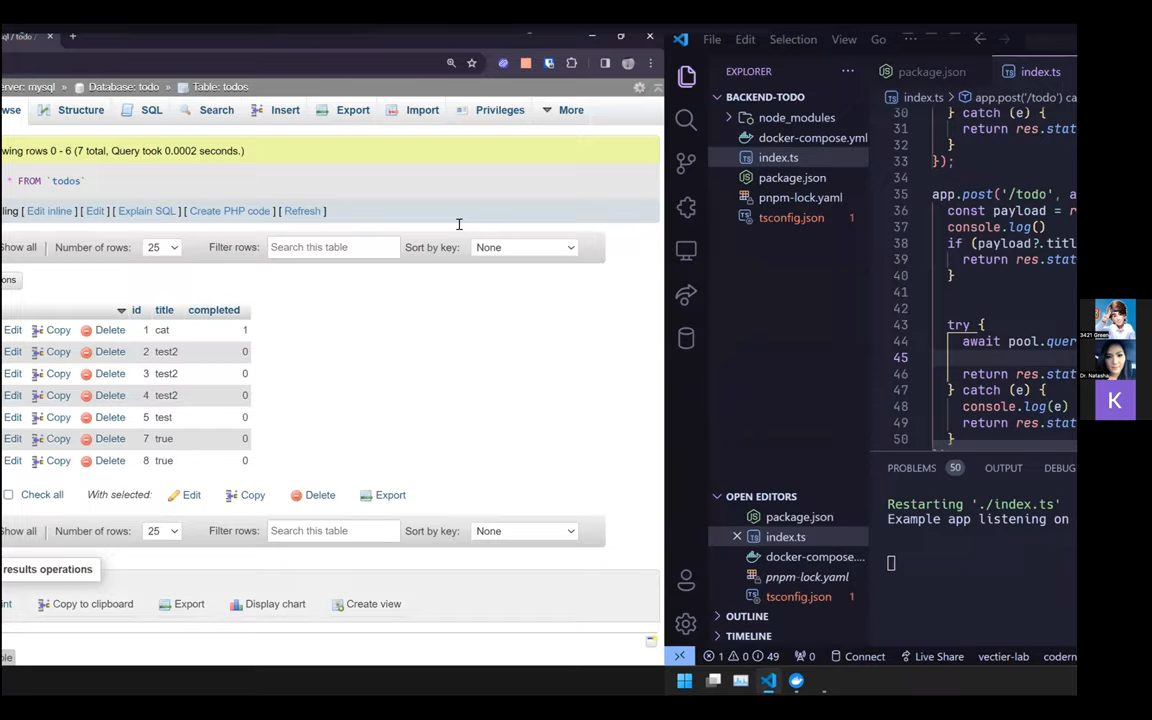 sql / todo /
File Edit Selection View Go
erver: mysql Database: todo Table: todos
wse Structure SQL Search Insert Export Import Privileges More
wing rows 0 - 6 (7 total, Query took 0.0002 seconds.)
* FROM `todos`
ling [ Edit inline ] [ Edit ] [ Explain SQL ] [ Create PHP code ] [ Refresh ]
Show all Number of rows: 25 Filter rows: Search this table Sort by key: None
ons
id title completed
Edit Copy Delete 1 cat 1
Edit Copy Delete 2 test2 0
Edit Copy Delete 3 test2 0
Edit Copy Delete 4 test2 0
Edit Copy Delete 5 test 0
Edit Copy Delete 7 true 0
Edit Copy Delete 8 true 0
Check all With selected: Edit Copy Delete Export
Show all Number of rows: 25 Filter rows: Search this table Sort by key: None
results operations
int Copy to clipboard Export Display chart Create view
ole
EXPLORER
BACKEND-TODO
node_modules
docker-compose.yml
index.ts
package.json
pnpm-lock.yaml
tsconfig.json 1
OPEN EDITORS
package.json
index.ts
docker-compose....
pnpm-lock.yaml
tsconfig.json 1
OUTLINE
TIMELINE
package.json index.ts
index.ts > app.post('/todo') ca
30 } catch (e) {
31 return res.stat
32 }
33 });
34
35 app.post('/todo', a
36 const payload = r
37 console.log()
38 if (payload?.titl
39 return res.stat
40 }
41
42
43 try {
44 await pool.quer
45
46 return res.stat
47 } catch (e) {
48 console.log(e)
49 return res.stat
50 }
PROBLEMS 50 OUTPUT DEBUG
Restarting './index.ts'
Example app listening on
1 0 49 0 Connect Live Share vectier-lab codern
3421 Green
Dr. Natasha
K